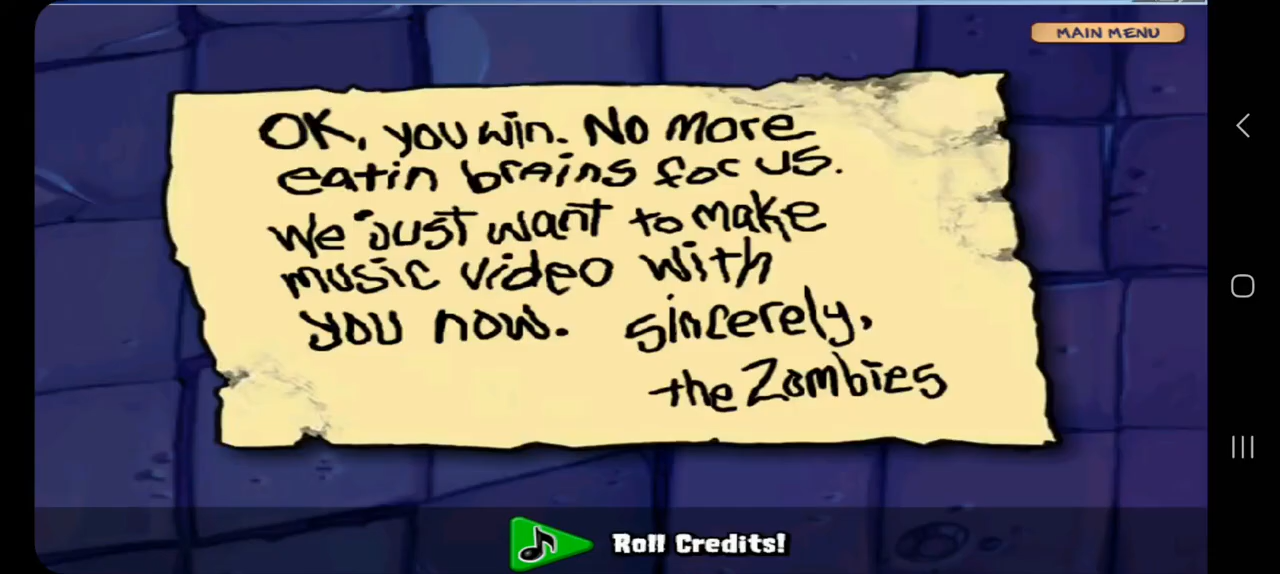 MAIN MENU
OK, you win. No more
eatin brains for us.
We just want to make
music video with
you now. sincerely,
the Zombies
Roll Credits!